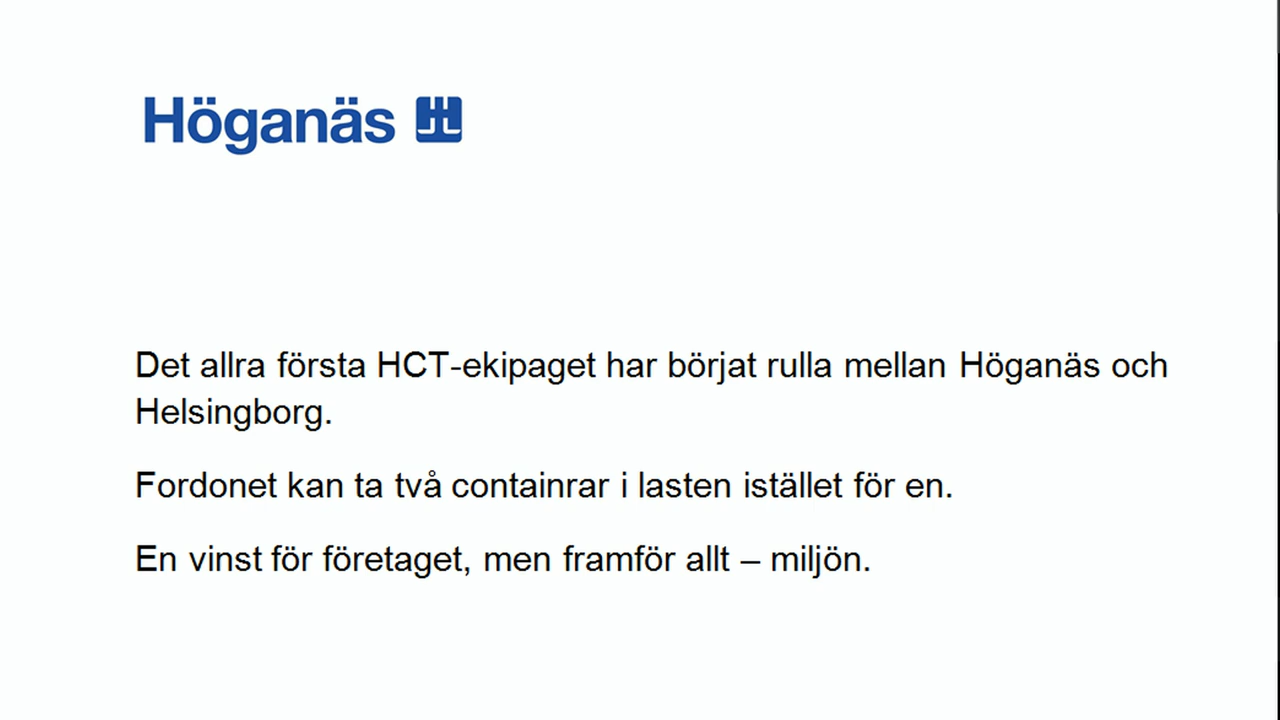 Höganäs
Det allra första HCT-ekipaget har börjat rulla mellan Höganäs och
Helsingborg.
Fordonet kan ta två containrar i lasten istället för en.
En vinst för företaget, men framför allt – miljön.